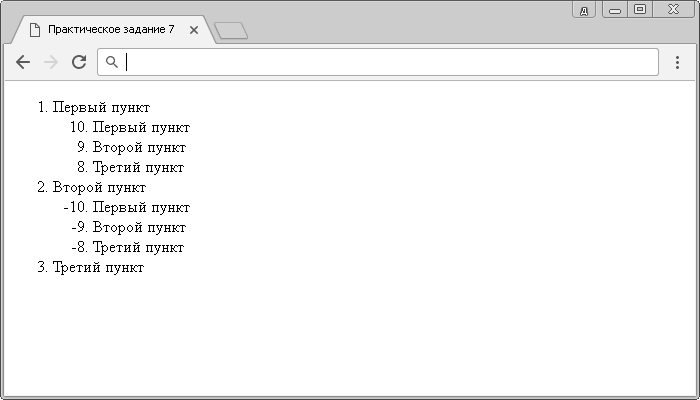 д
Практическое задание 7
1. Первый пункт
10. Первый пункт
9. Второй пункт
8. Третий пункт
2. Второй пункт
-10. Первый пункт
-9. Второй пункт
-8. Третий пункт
3. Третий пункт